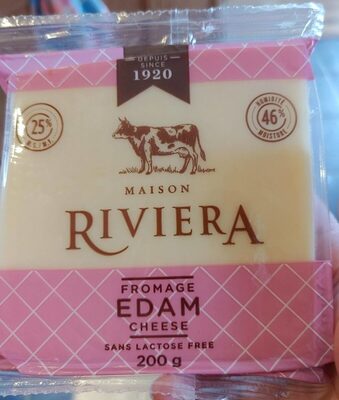 DEPUIS
SINCE
1920
25%
M.G./M.F.
HUMIDITÉ
46%
MOISTURE
MAISON
RIVIERA
FROMAGE
EDAM
CHEESE
SANS LACTOSE FREE
200 g